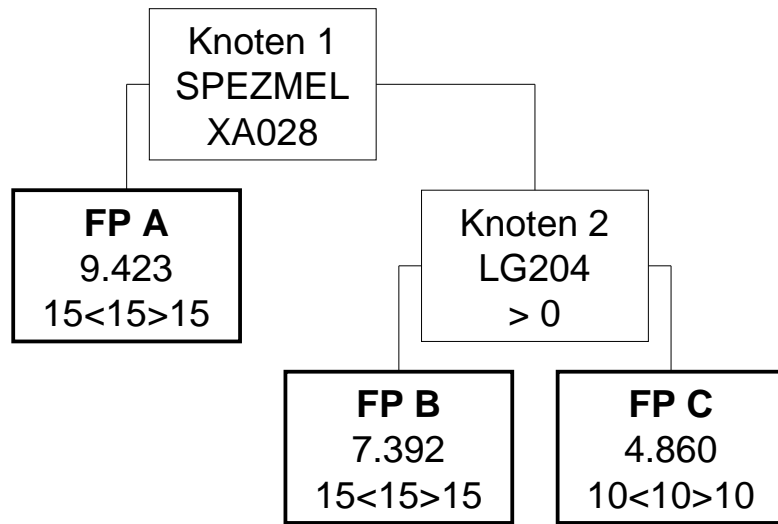 Knoten 1
SPEZMEL
XA028
FP A
9.423
15<15>15
Knoten 2
LG204
> 0
FP B
7.392
15<15>15
FP C
4.860
10<10>10